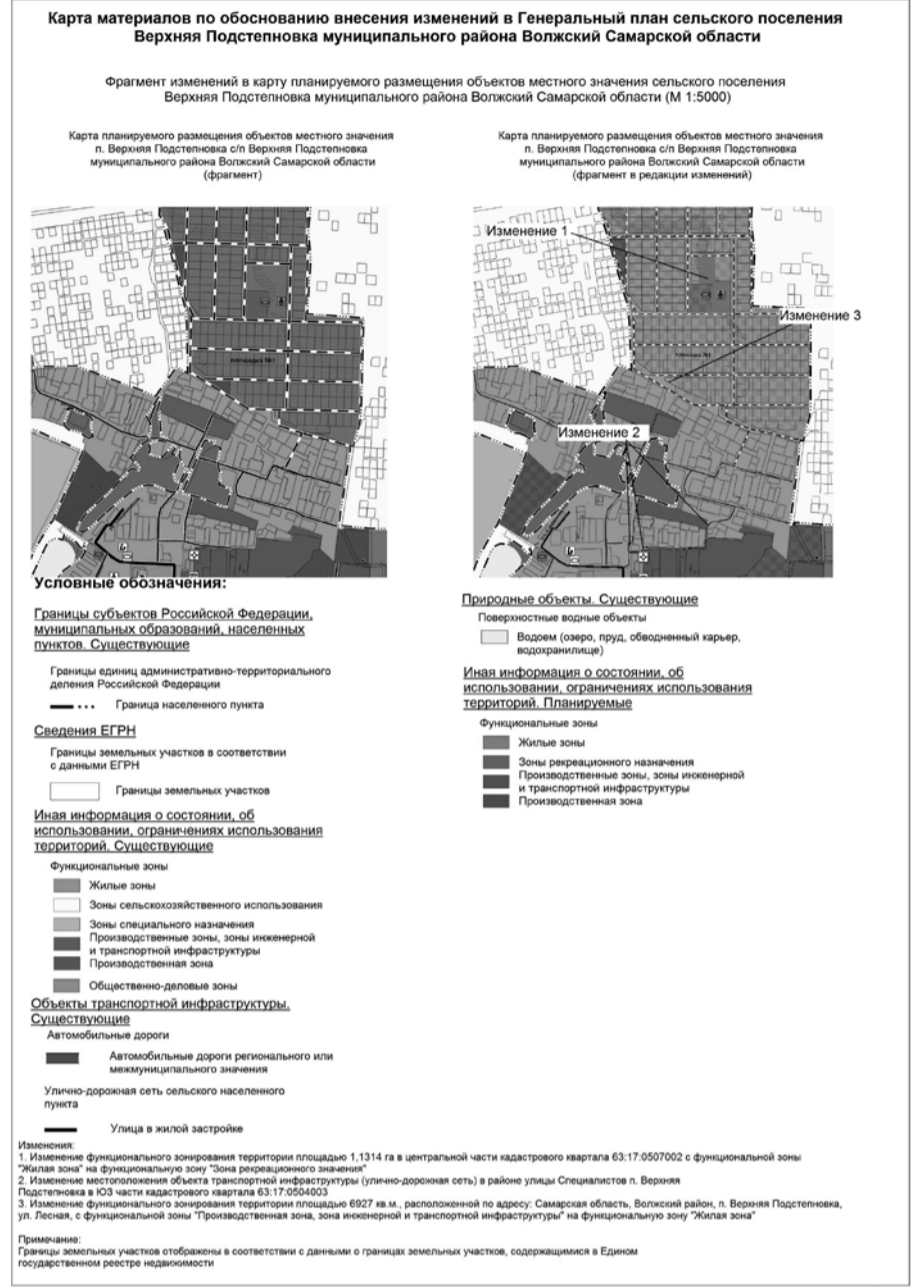 Карта материалов по обоснованию внесения изменений в Генеральный план сельского поселения
Верхняя Подстепновка муниципального района Волжский Самарской области
Фрагмент изменений в карту планируемого размещения объектов местного значения сельского поселения
Верхняя Подстепновка муниципального района Волжский Самарской области (М 1:5000)
Карта планируемого размещения объектов местного значения
п. Верхняя Подстепновка с/п Верхняя Подстепновка
муниципального района Волжский Самарской области
(фрагмент)
Карта планируемого размещения объектов местного значения
п. Верхняя Подстепновка с/п Верхняя Подстепновка
муниципального района Волжский Самарской области
(фрагмент в редакции изменений)
площадка №1
Изменение 1
Изменение 3
площадка №1
Изменение 2
Условные обозначения:
Границы субъектов Российской Федерации,
муниципальных образований, населенных
пунктов. Существующие
Границы единиц административно-территориального
деления Российской Федерации
Граница населенного пункта
Сведения ЕГРН
Границы земельных участков в соответствии
с данными ЕГРН
Границы земельных участков
Иная информация о состоянии, об
использовании, ограничениях использования
территорий. Существующие
Функциональные зоны
Жилые зоны
Зоны сельскохозяйственного использования
Зоны специального назначения
Производственные зоны, зоны инженерной
и транспортной инфраструктуры
Производственная зона
Общественно-деловые зоны
Объекты транспортной инфраструктуры.
Существующие
Автомобильные дороги
Автомобильные дороги регионального или
межмуниципального значения
Улично-дорожная сеть сельского населенного
пункта
Улица в жилой застройке
Природные объекты. Существующие
Поверхностные водные объекты
Водоем (озеро, пруд, обводненный карьер,
водохранилище)
Иная информация о состоянии, об
использовании, ограничениях использования
территорий. Планируемые
Функциональные зоны
Жилые зоны
Зоны рекреационного назначения
Производственные зоны, зоны инженерной
и транспортной инфраструктуры
Производственная зона
Изменения:
1. Изменение функционального зонирования территории площадью 1,1314 га в центральной части кадастрового квартала 63:17:0507002 с функциональной зоны
"Жилая зона" на функциональную зону "Зона рекреационного значения"
2. Изменение местоположения объекта транспортной инфраструктуры (улично-дорожная сеть) в районе улицы Специалистов п. Верхняя
Подстепновка в ЮЗ части кадастрового квартала 63:17:0504003
3. Изменение функционального зонирования территории площадью 6927 кв.м., расположенной по адресу: Самарская область, Волжский район, п. Верхняя Подстепновка,
ул. Лесная, с функциональной зоны "Производственная зона, зона инженерной и транспортной инфраструктуры" на функциональную зону "Жилая зона"
Примечание:
Границы земельных участков отображены в соответствии с данными о границах земельных участков, содержащимися в Едином
государственном реестре недвижимости